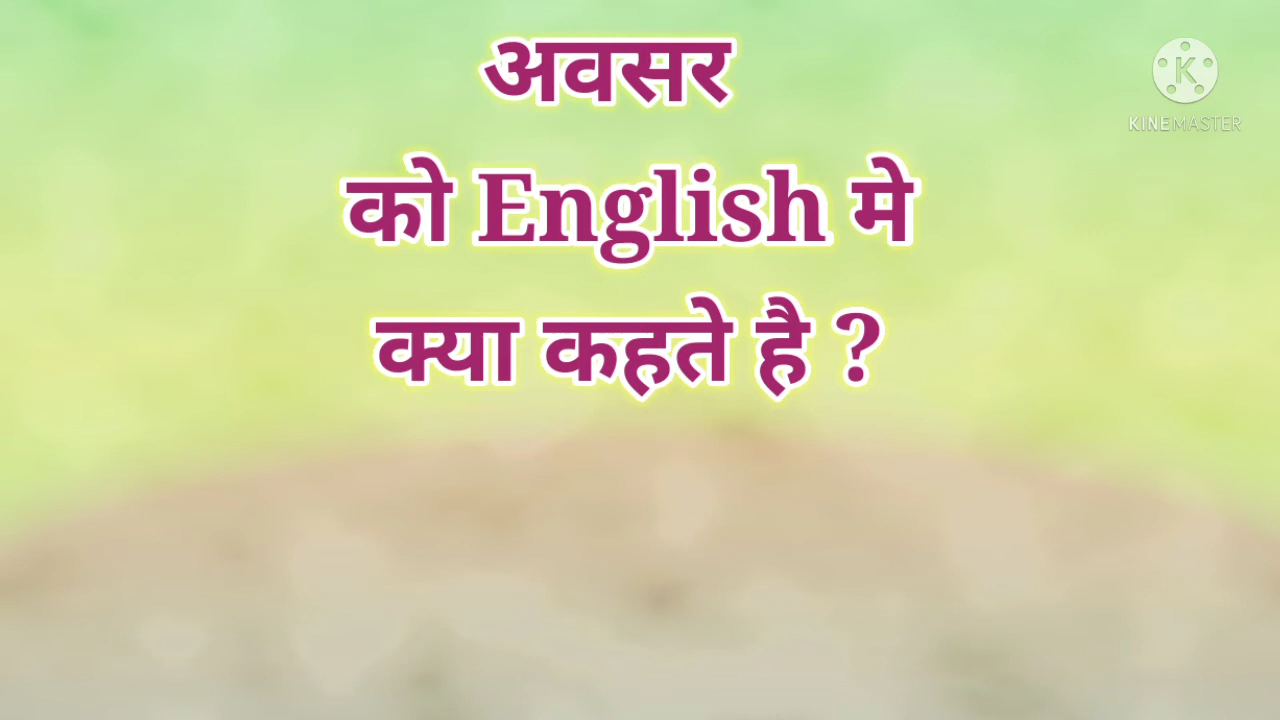 अवसर
को English मे
क्या कहते है ?
K
KINEMASTER